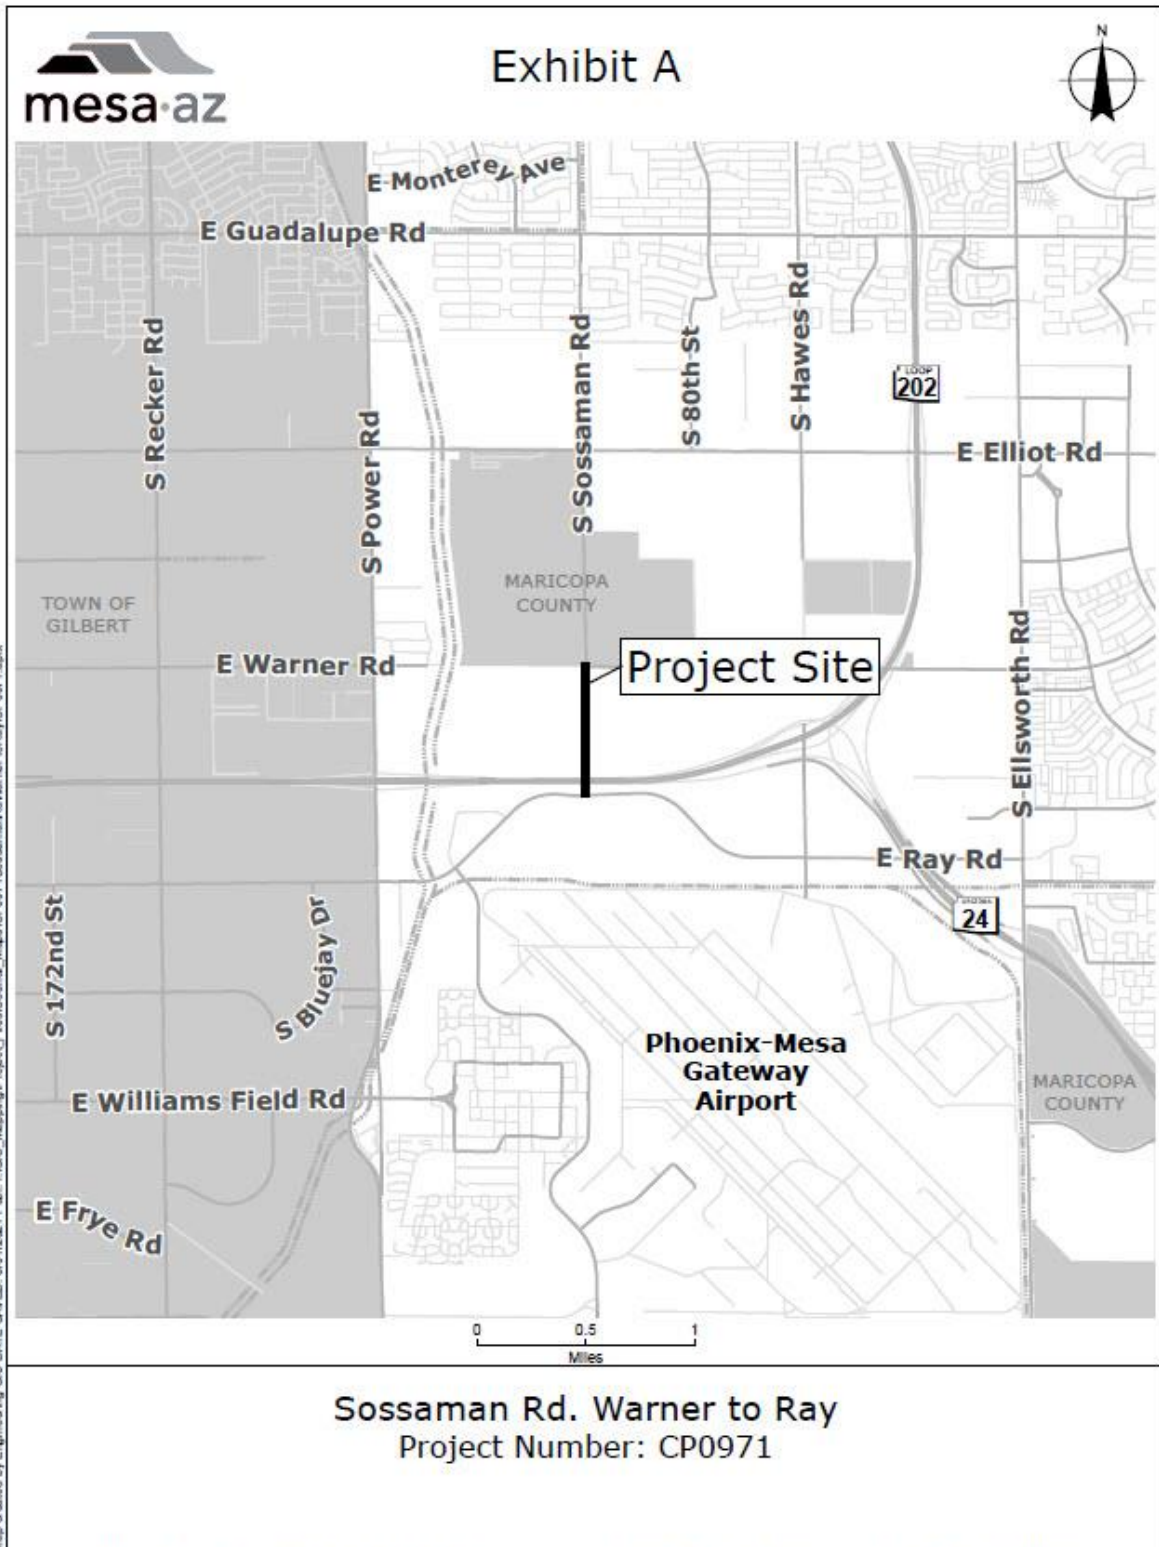 mesa·az
Exhibit A
N
E Monterey Ave
E Guadalupe Rd
S Recker Rd
S Power Rd
S Sossaman Rd
S 80th St
S Hawes Rd
LOOP
202
E Elliot Rd
MARICOPA
COUNTY
TOWN OF
GILBERT
E Warner Rd
Project Site
S Ellsworth Rd
E Ray Rd
24
S 172nd St
S Bluejay Dr
Phoenix-Mesa
Gateway
Airport
E Williams Field Rd
MARICOPA
COUNTY
E Frye Rd
0 0.5 1
Miles
Sossaman Rd. Warner to Ray
Project Number: CP0971